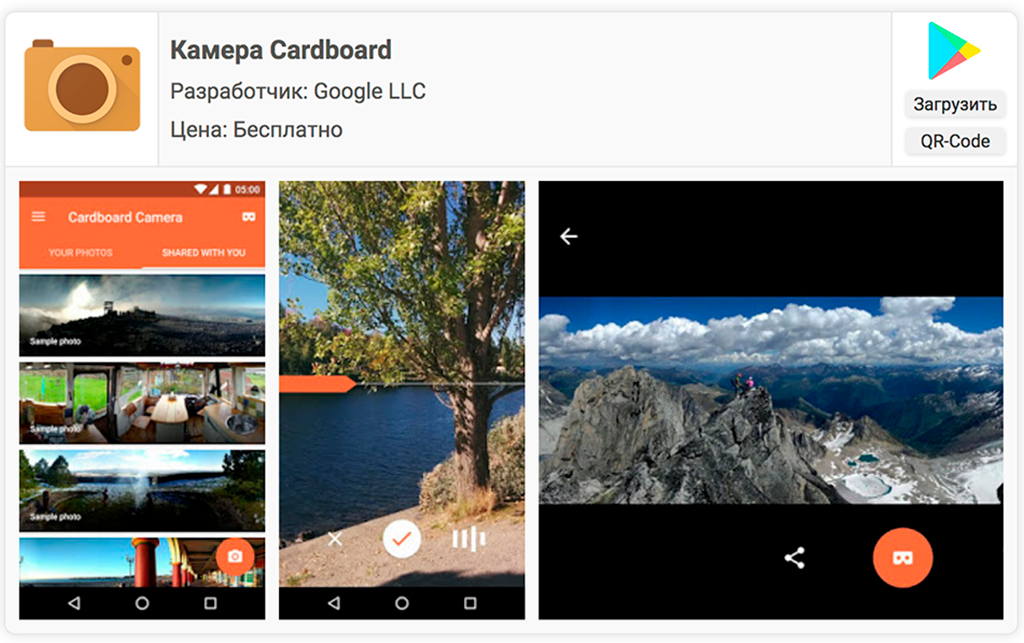 Камера Cardboard
Разработчик: Google LLC
Цена: Бесплатно
Загрузить
QR-Code
05:00
Cardboard Camera
YOUR PHOTOS SHARED WITH YOU
Sample photo
Sample photo
Sample photo